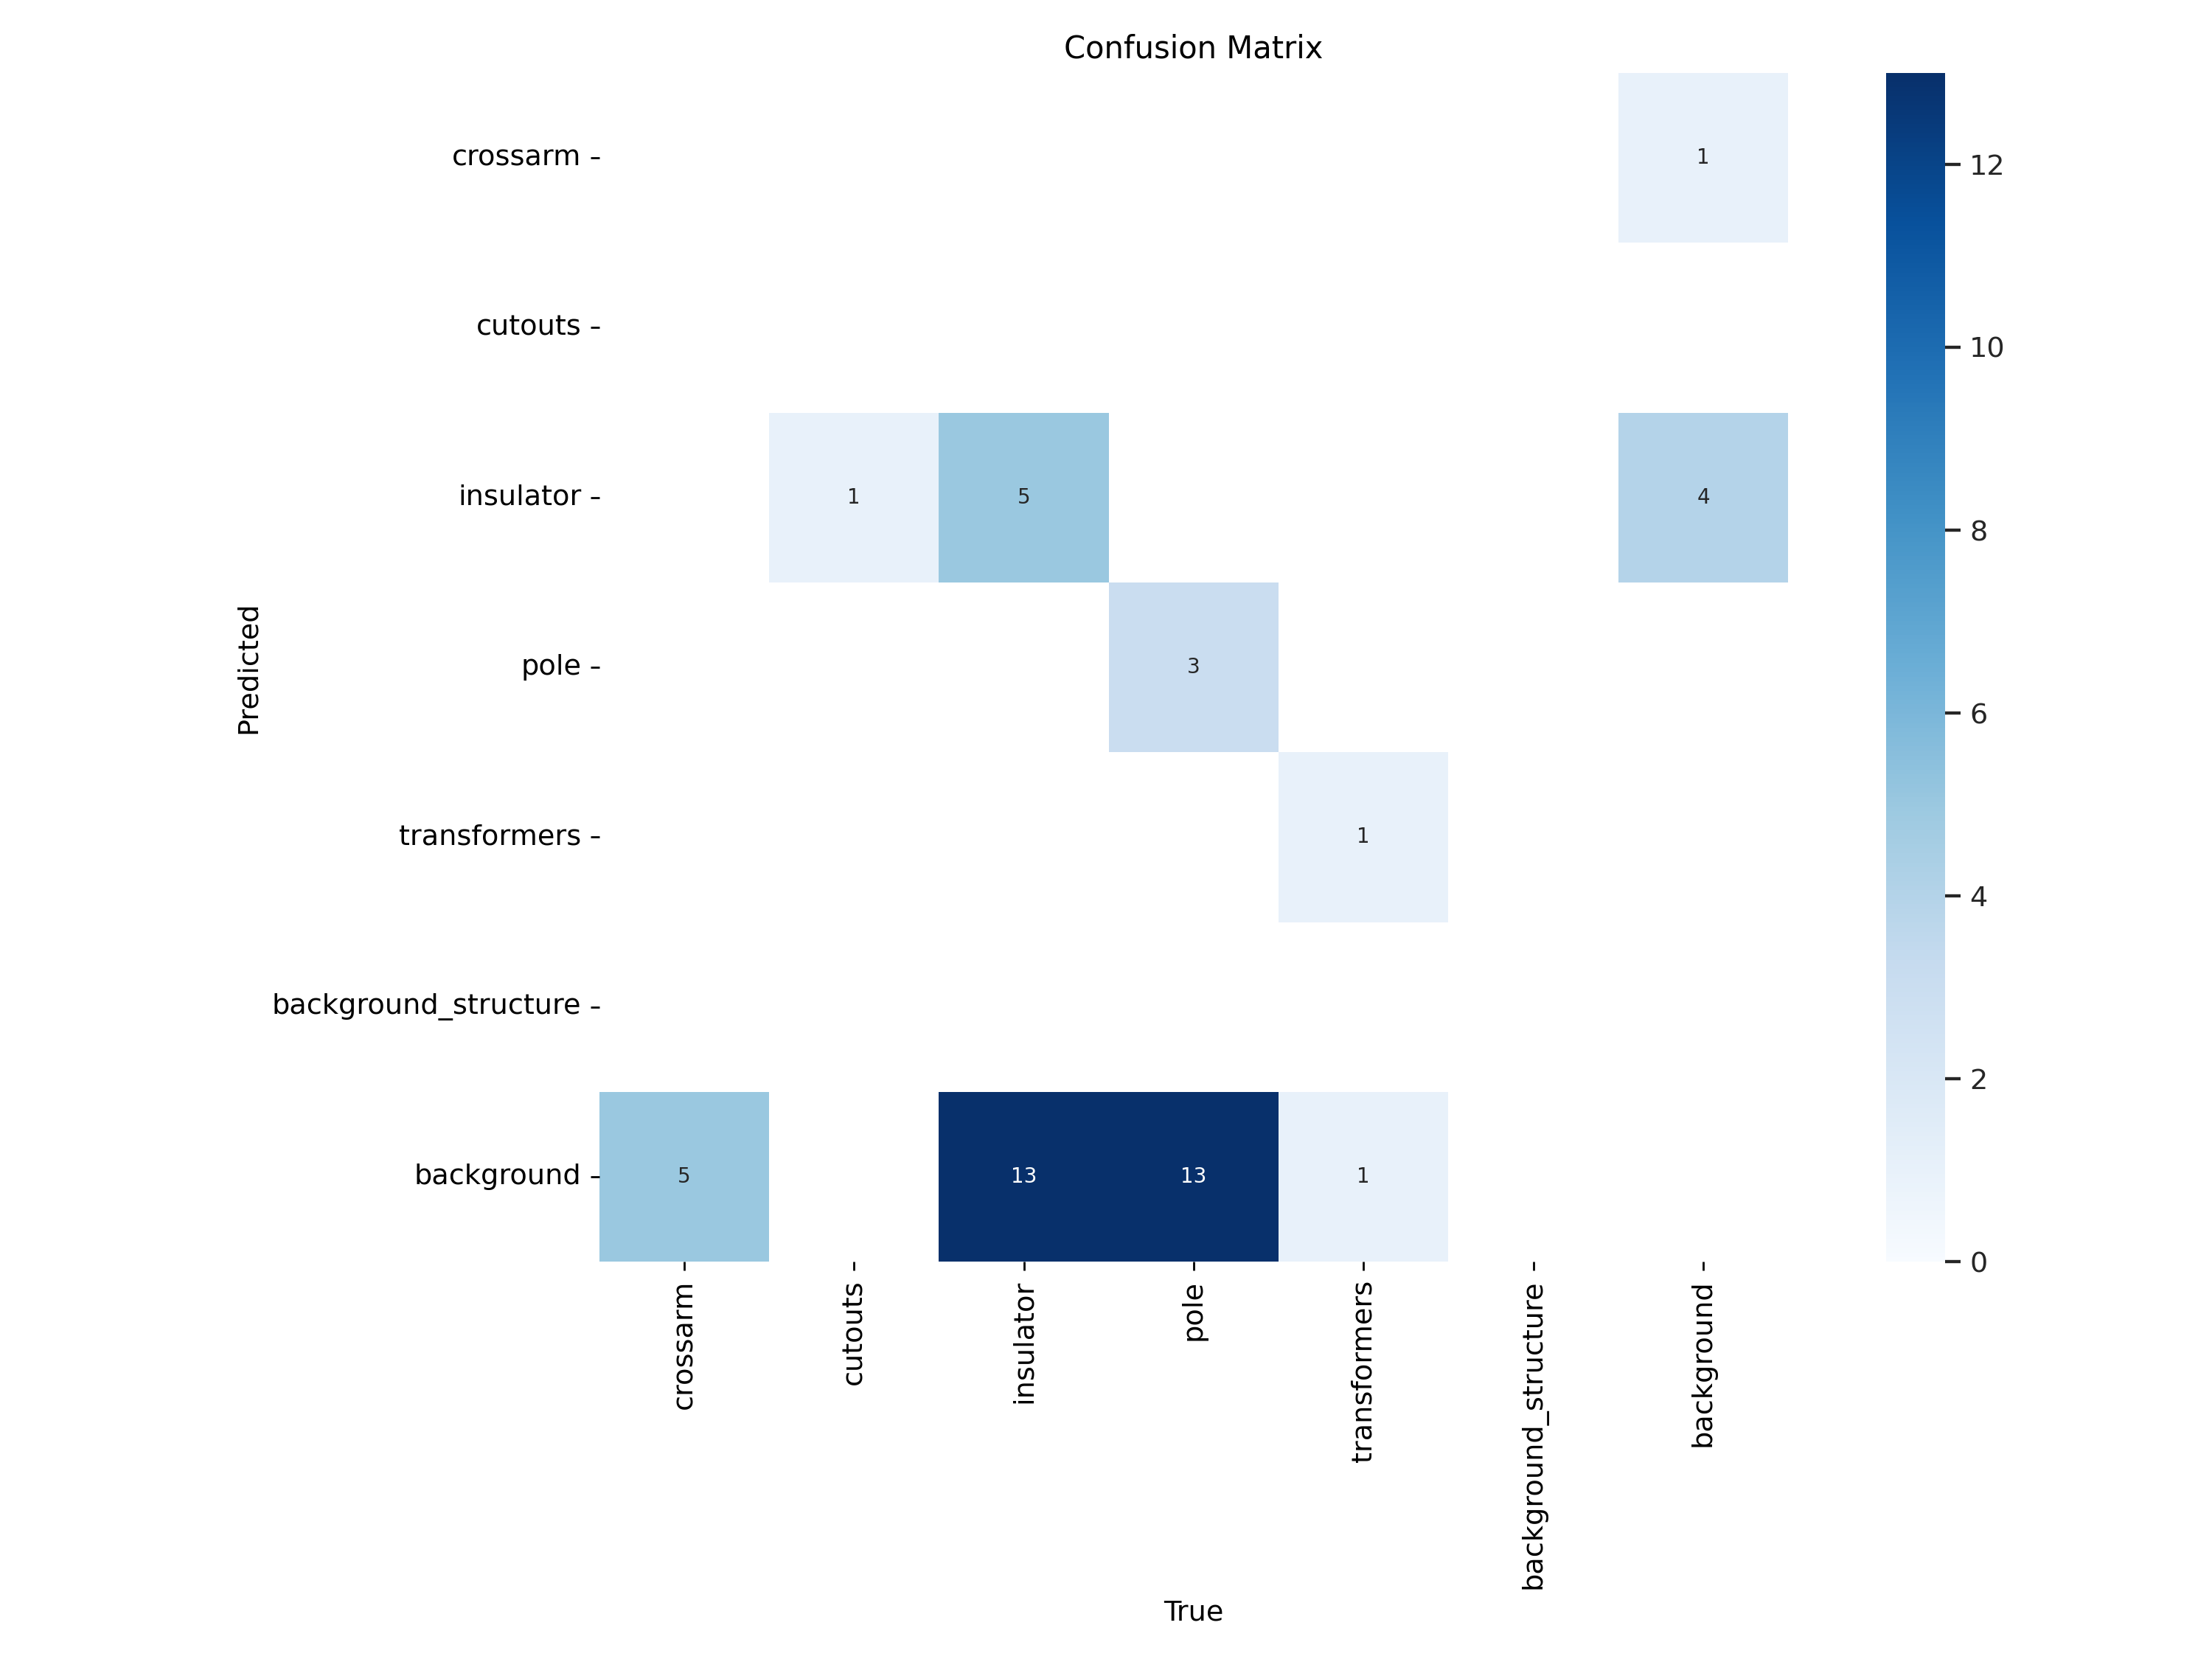 Confusion Matrix
crossarm
1
12
cutouts
10
insulator
1 5 4
8
Predicted
pole
3
6
transformers
1
4
background_structure
2
background
5 13 13 1
0
crossarm
cutouts
insulator
pole
transformers
background_structure
background
True